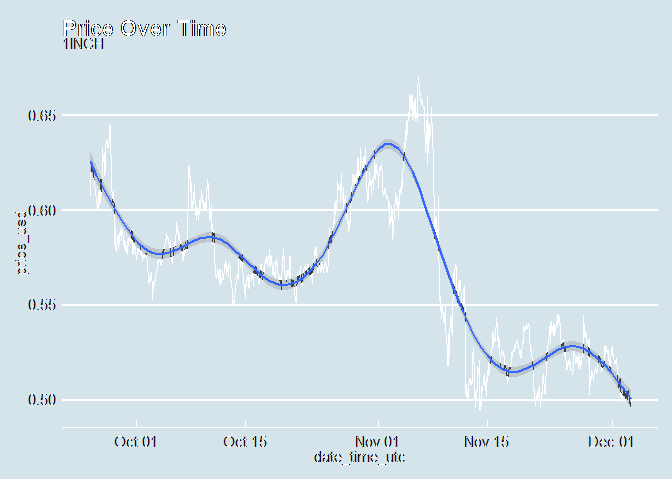 Price Over Time
1INCH
0.65
0.60
0.55
0.50
price_usd
Oct 01 Oct 15 Nov 01 Nov 15 Dec 01
date_time_utc